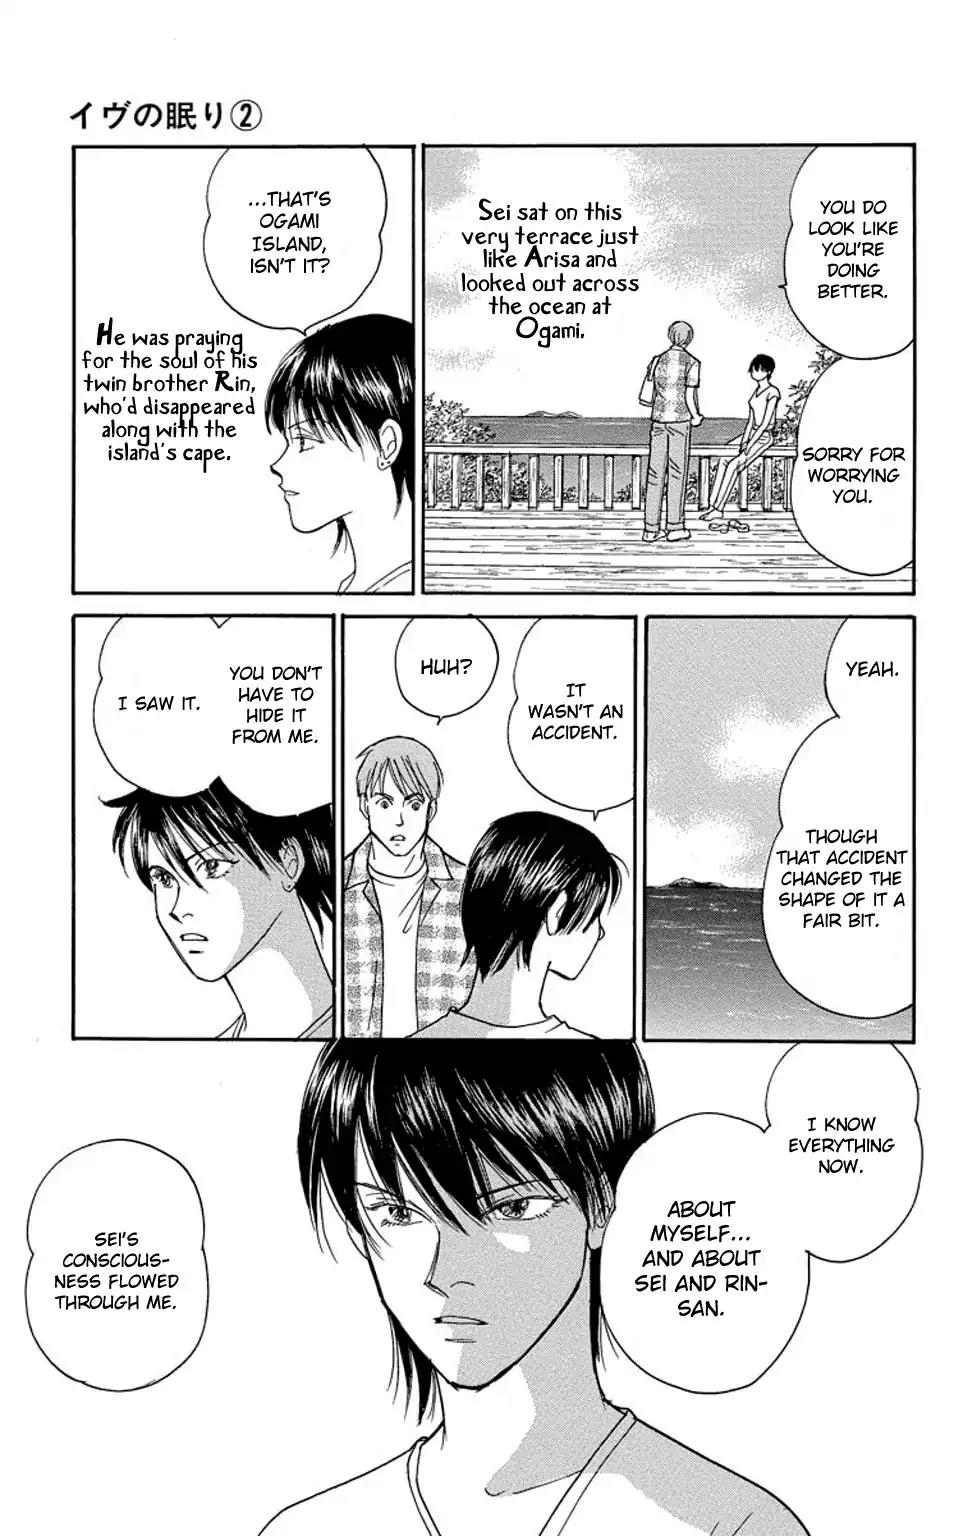 イヴの眠り②
YOU DO
LOOK LIKE
YOU'RE
DOING
BETTER.
SORRY FOR
WORRYING
YOU.
Sei sat on this
very terrace just
like Arisa and
looked out across
the ocean at
Ogami.
...THAT'S
OGAMI
ISLAND,
ISN'T IT?
He was praying
for the soul of his
twin brother Rin,
who'd disappeared
along with the
island's cape.
YEAH.
THOUGH
THAT ACCIDENT
CHANGED THE
SHAPE OF IT A
FAIR BIT.
IT
WASN'T AN
ACCIDENT.
HUH?
YOU DON'T
HAVE TO
HIDE IT
FROM ME.
I SAW IT.
I KNOW
EVERYTHING
NOW.
ABOUT
MYSELF...
AND ABOUT
SEI AND RIN-
SAN.
SEI'S
CONSCIOUS-
NESS FLOWED
THROUGH ME.